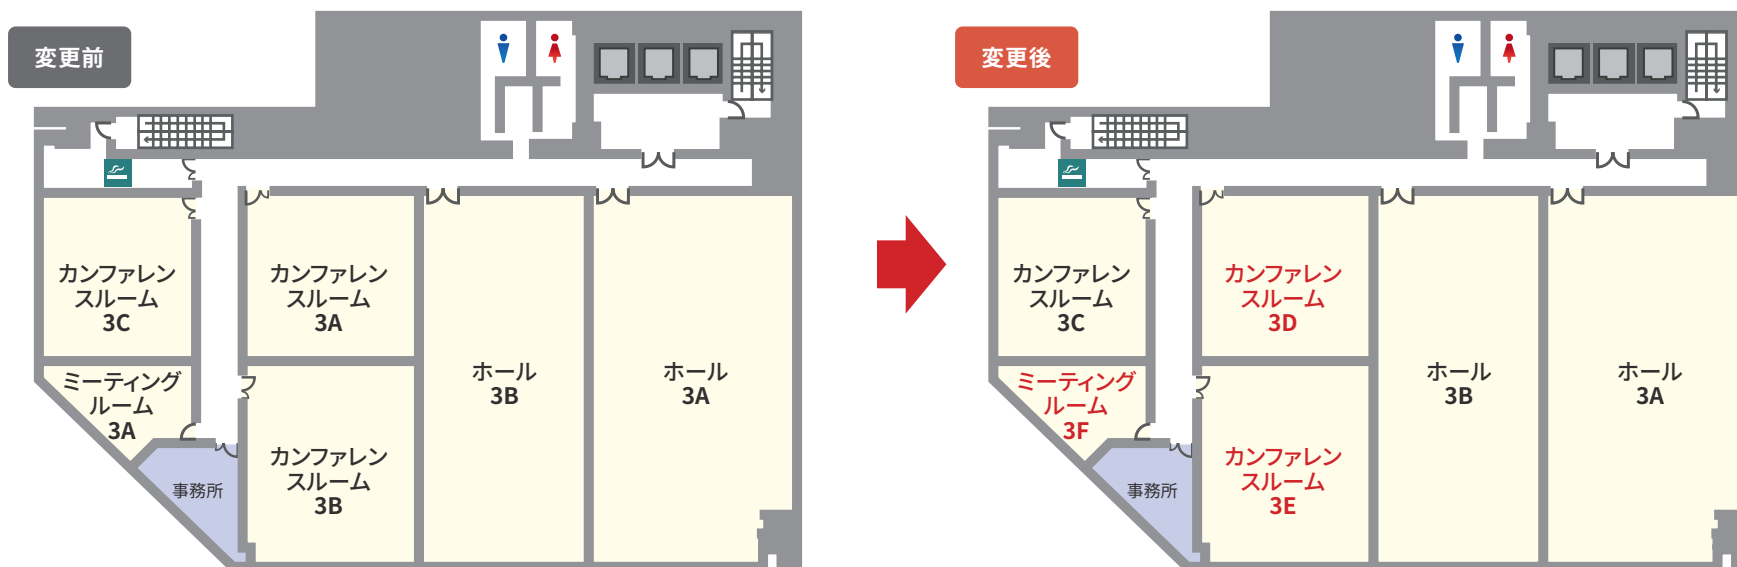 変更前
カンファレン
スルーム
3C
カンファレン
スルーム
3A
ミーティング
ルーム
3A
カンファレン
スルーム
3B
事務所
ホール
3B
ホール
3A
変更後
カンファレン
スルーム
3C
カンファレン
スルーム
3D
ミーティング
ルーム
3F
カンファレン
スルーム
3E
事務所
ホール
3B
ホール
3A